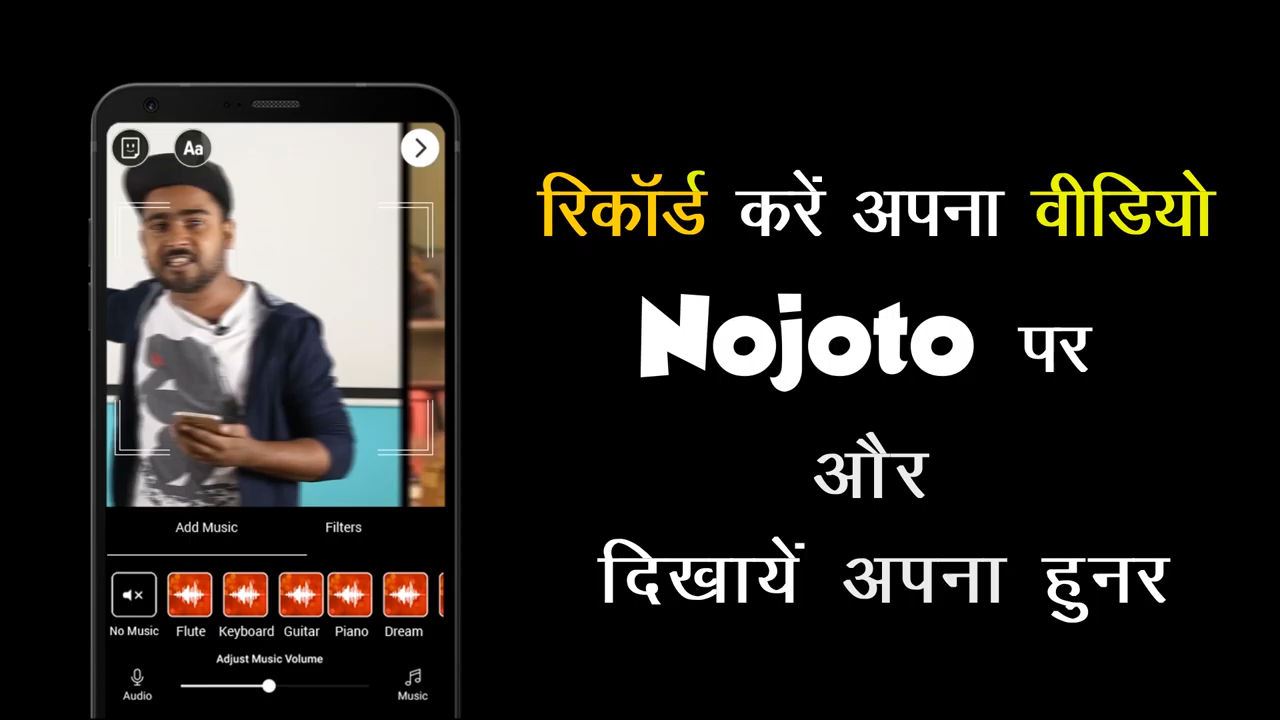 Aa
रिकॉर्ड करें अपना वीडियो
Nojoto पर
और
दिखायें अपना हुनर
Add Music Filters
No Music Flute Keyboard Guitar Piano Dream
Adjust Music Volume
Audio Music